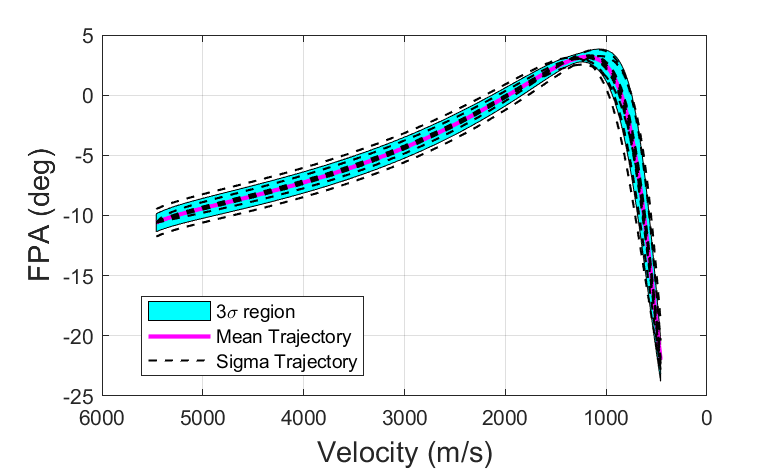 5
0
-5
-10
-15
-20
-25
FPA (deg)
3σ region
Mean Trajectory
Sigma Trajectory
6000 5000 4000 3000 2000 1000 0
Velocity (m/s)